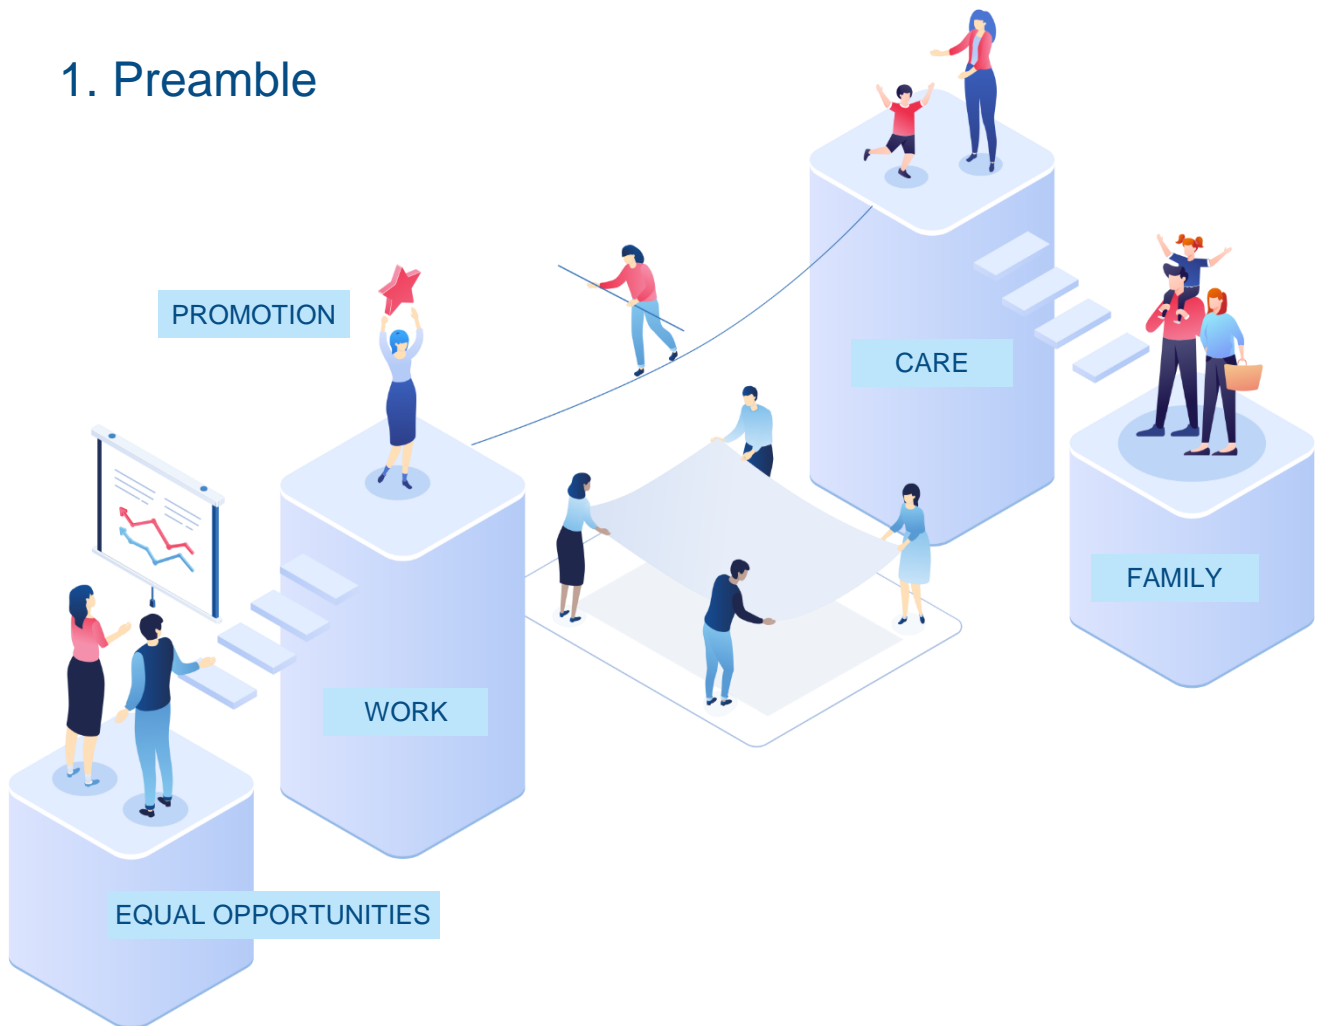 1. Preamble
PROMOTION
CARE
FAMILY
WORK
EQUAL OPPORTUNITIES